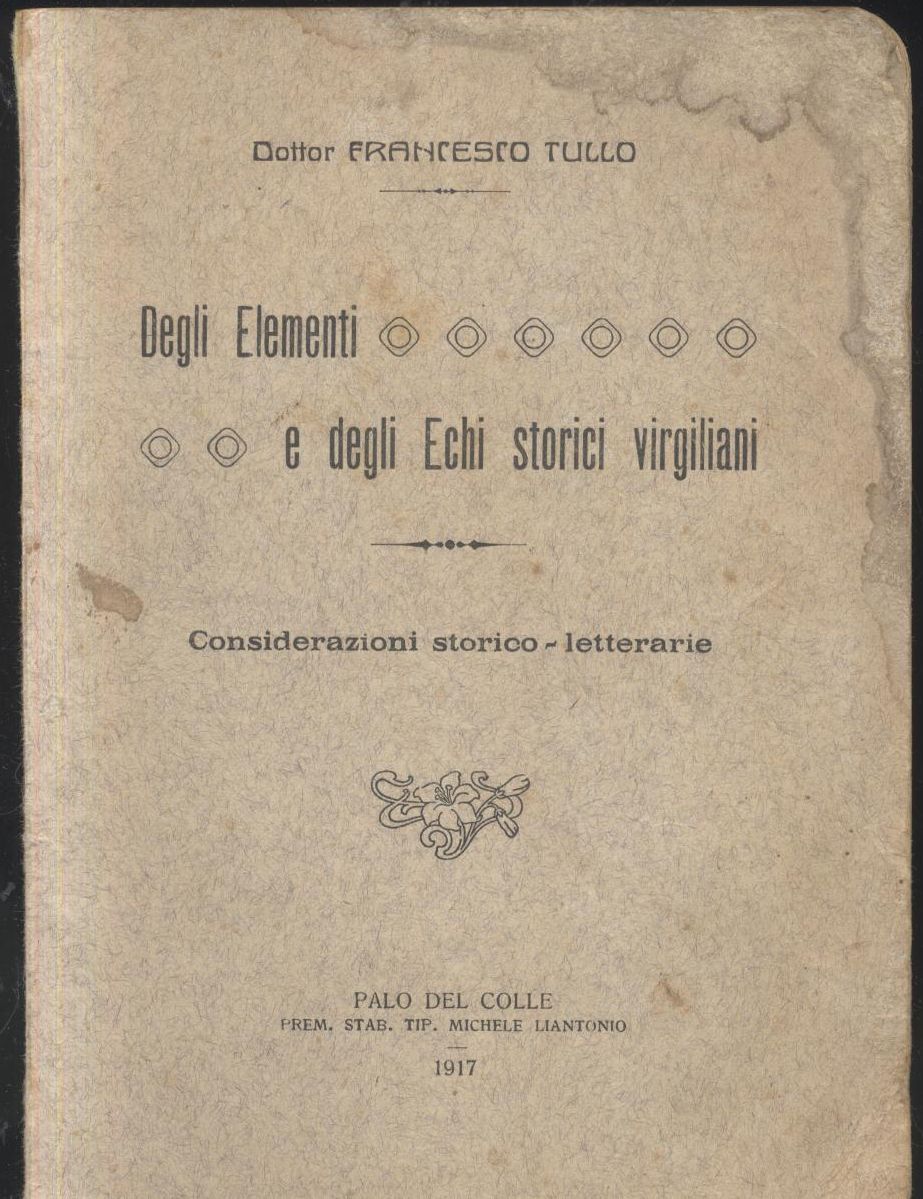 Dottor FRANCESCO TULLO
Degli Elementi
e degli Echi storici virgiliani
Considerazioni storico-letterarie
PALO DEL COLLE
PREM. STAB. TIP. MICHELE LIANTONIO
1917